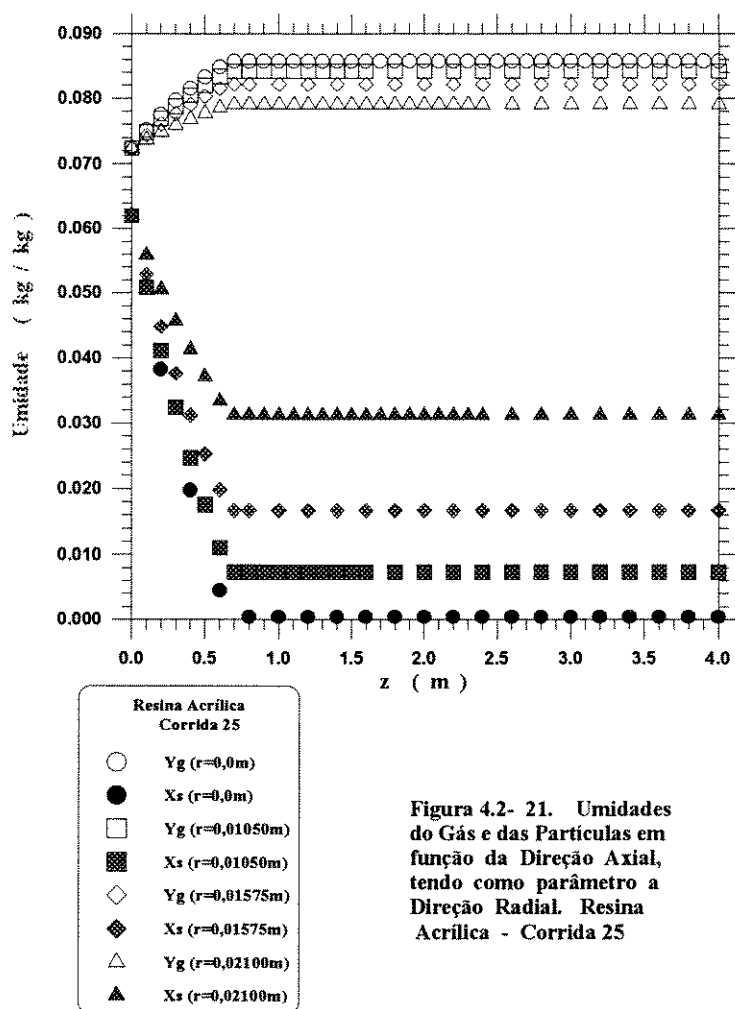 0.090
0.080
0.070
0.060
0.050
0.040
0.030
0.020
0.010
0.000
Umidade ( kg / kg )
0.0 0.5 1.0 1.5 2.0 2.5 3.0 3.5 4.0
z ( m )
Resina Acrílica
Corrida 25
Yg (r=0,0m)
Xs (r=0,0m)
Yg (r=0,01050m)
Xs (r=0,01050m)
Yg (r=0,01575m)
Xs (r=0,01575m)
Yg (r=0,02100m)
Xs (r=0,02100m)
Figura 4.2- 21. Umidades
do Gás e das Partículas em
função da Direção Axial,
tendo como parâmetro a
Direção Radial. Resina
Acrílica - Corrida 25